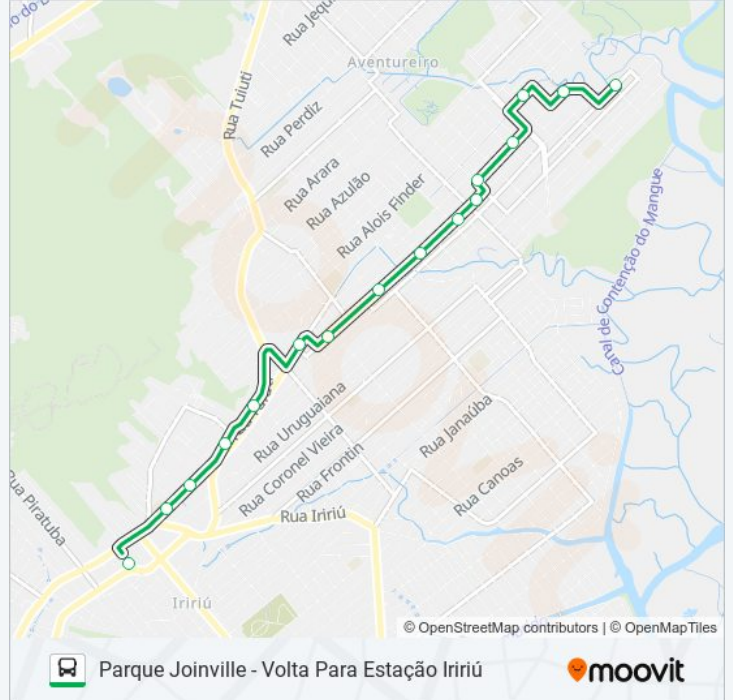 Rua Jequ
Aventureiro
Rua Tuiuti
Rua Perdiz
Rua Arara
Rua Azulão
Rua Alois Finder
Canal de Contenção do Mangue
Rua Uruguaiana
Rua Coronel Vieira
Rua Frontin
Rua Janaúba
Rua Canoas
Rua Piratuba
Rua Iririú
Iririú
© OpenStreetMap contributors | © OpenMapTiles
Parque Joinville - Volta Para Estação Iririú
moovit